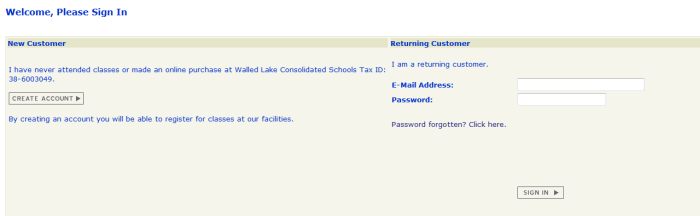 Welcome, Please Sign In
New Customer
I have never attended classes or made an online purchase at Walled Lake Consolidated Schools Tax ID:
38-6003049.
CREATE ACCOUNT
By creating an account you will be able to register for classes at our facilities.
Returning Customer
I am a returning customer.
E-Mail Address:
Password:
Password forgotten? Click here.
SIGN IN